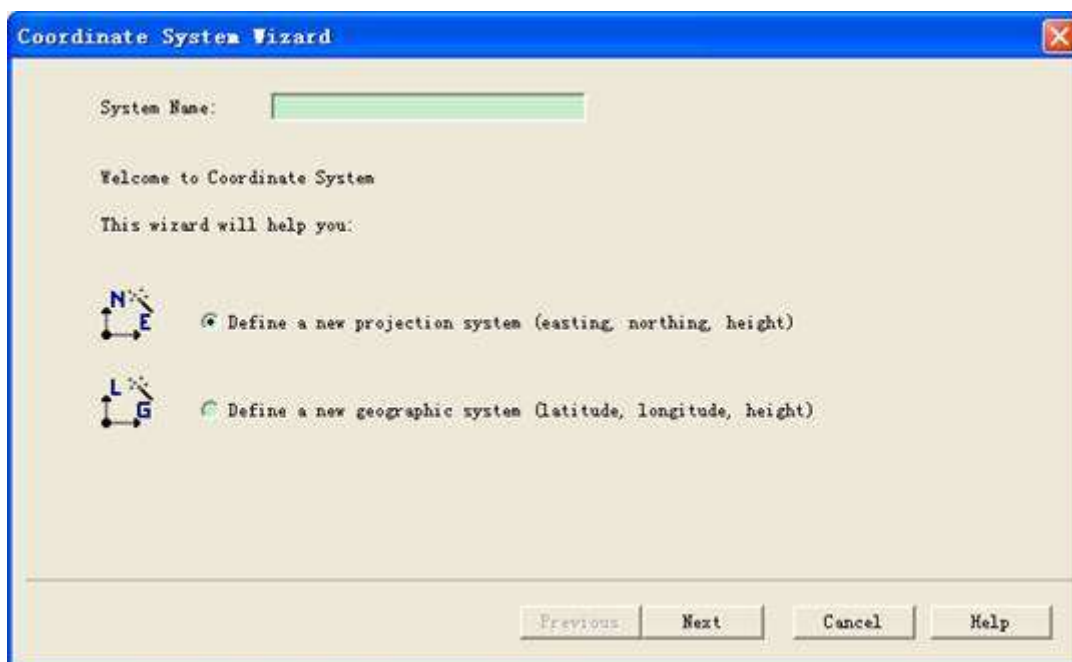 Coordinate System Wizard
System Name:
Welcome to Coordinate System
This wizard will help you:
N E
Define a new projection system (easting, northing, height)
L G
Define a new geographic system (latitude, longitude, height)
Previous Next Cancel Help